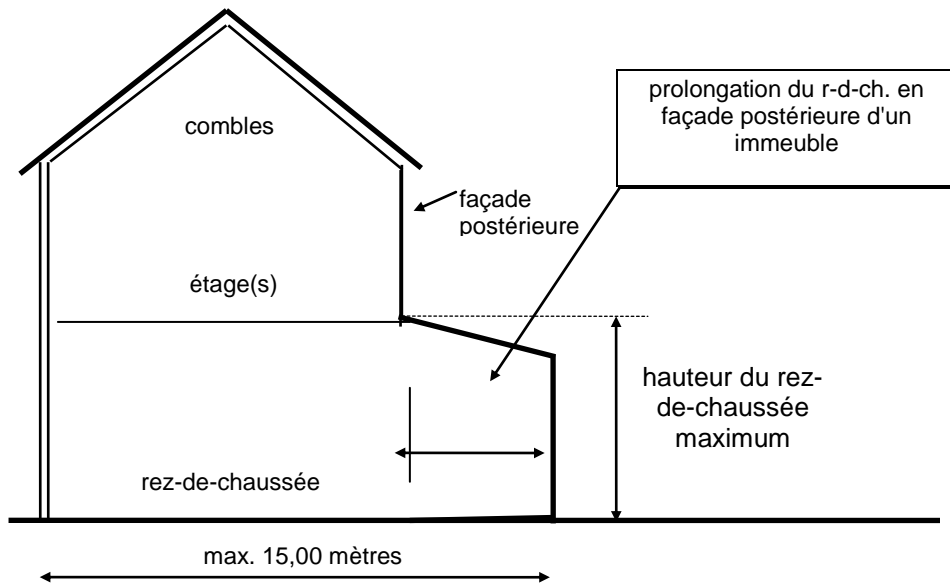 prolongation du r-d-ch. en
façade postérieure d'un
immeuble
combles
façade
postérieure
étage(s)
hauteur du rez-
de-chaussée
maximum
rez-de-chaussée
max. 15,00 mètres